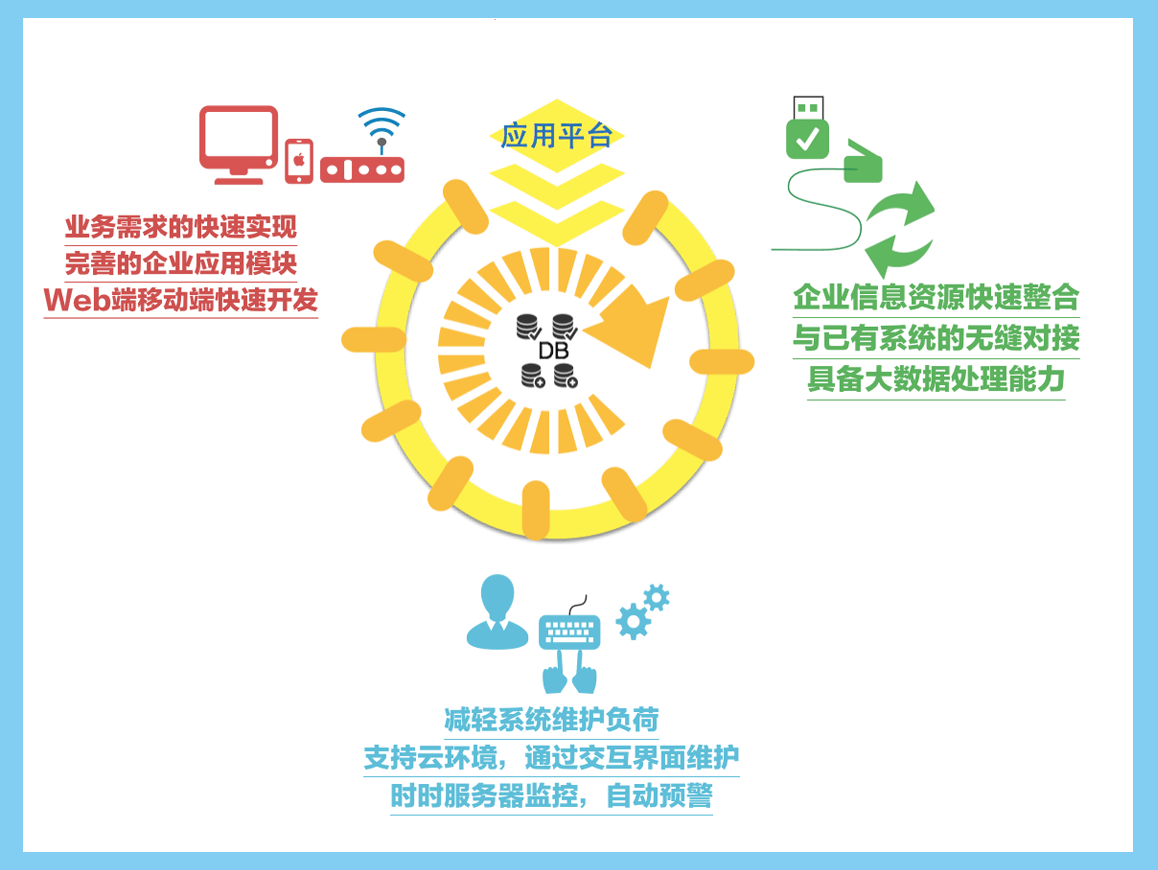 应用平台
业务需求的快速实现
完善的企业应用模块
Web端移动端快速开发
企业信息资源快速整合
与已有系统的无缝对接
具备大数据处理能力
DB
减轻系统维护负荷
支持云环境，通过交互界面维护
时时服务器监控，自动预警